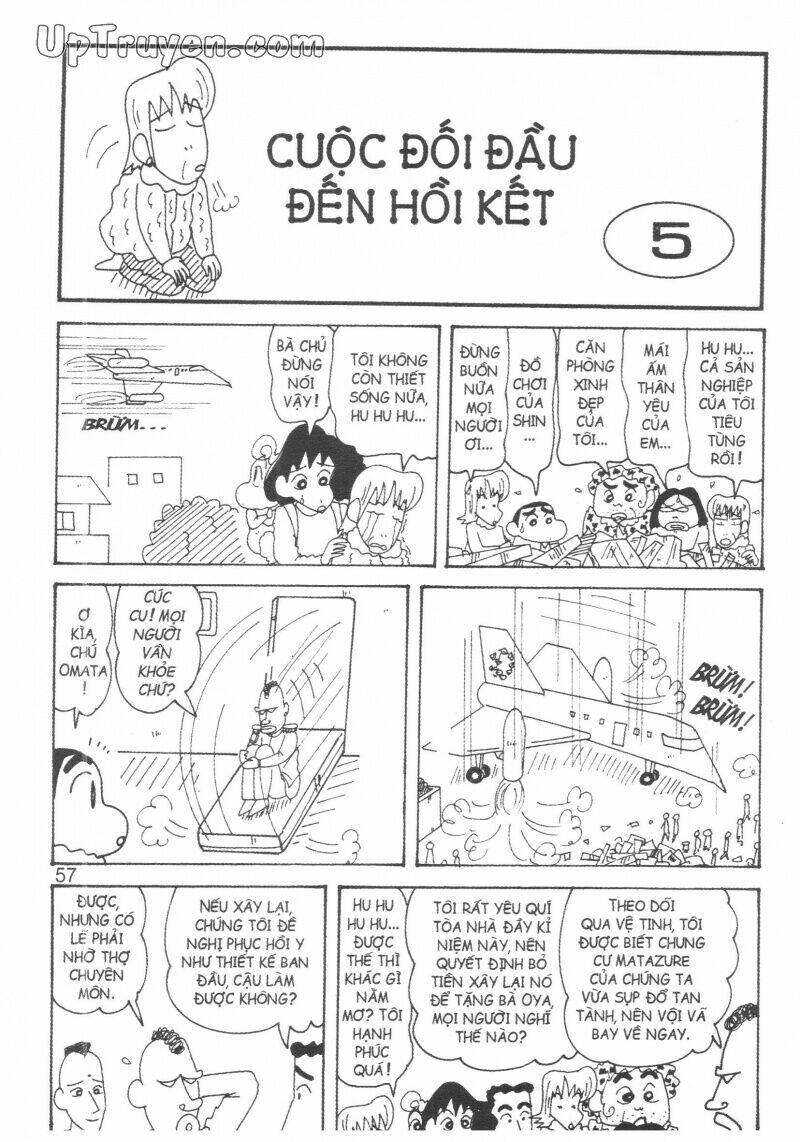 UpTruyen.com
CUỘC ĐỐI ĐẦU
ĐẾN HỒI KẾT
5
HU HU...
CẢ SẢN
NGHIỆP
CỦA TÔI
TIÊU
TÙNG
RỒI!
MÁI
ẤM
THÂN
YÊU
CỦA
EM...
CĂN
PHÒNG
XINH
ĐẸP
CỦA
TÔI...
ĐỒ
CHƠI
CỦA
SHIN
...
ĐỪNG
BUỒN
NỮA
MỌI
NGƯỜI
ƠI...
TÔI KHÔNG
CÒN THIẾT
SỐNG NỮA,
HU HU HU...
BÀ CHỦ
ĐỪNG
NÓI
VẬY!
BRỪM...
BRỪM!
BRỪM!
CÚC
CU! MỌI
NGƯỜI
VẪN
KHỎE
CHỨ?
Ơ
KÌA,
CHÚ
OMATA
!
57
THEO DÕI
QUA VỆ TINH, TÔI
ĐƯỢC BIẾT CHUNG
CƯ MATAZURE
CỦA CHÚNG TA
VỪA SỤP ĐỔ TAN
TÀNH, NÊN VỘI VÃ
BAY VỀ NGAY.
TÔI RẤT YÊU QUÍ
TÒA NHÀ ĐẦY KỈ
NIỆM NÀY, NÊN
QUYẾT ĐỊNH BỎ
TIỀN XÂY LẠI NÓ
ĐỂ TẶNG BÀ OYA,
MỌI NGƯỜI NGHĨ
THẾ NÀO?
HU HU
HU HU...
ĐƯỢC
THẾ THÌ
KHÁC GÌ
NẰM
MƠ? TÔI
HẠNH
PHÚC
QUÁ!
NẾU XÂY LẠI,
CHÚNG TÔI ĐỀ
NGHỊ PHỤC HỒI Y
NHƯ THIẾT KẾ BAN
ĐẦU, CẬU LÀM
ĐƯỢC KHÔNG?
ĐƯỢC,
NHƯNG CÓ
LẼ PHẢI
NHỜ THỢ
CHUYÊN
MÔN.